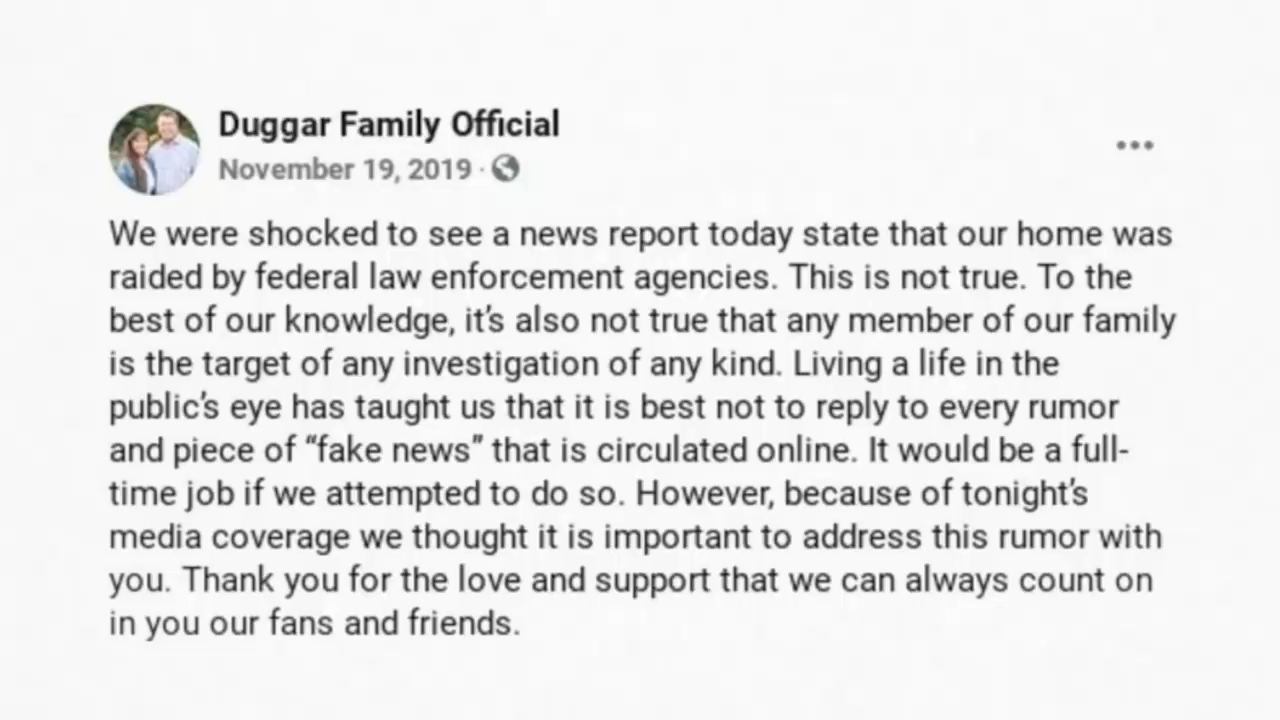 Duggar Family Official
November 19, 2019 ·
We were shocked to see a news report today state that our home was
raided by federal law enforcement agencies. This is not true. To the
best of our knowledge, it's also not true that any member of our family
is the target of any investigation of any kind. Living a life in the
public's eye has taught us that it is best not to reply to every rumor
and piece of “fake news” that is circulated online. It would be a full-
time job if we attempted to do so. However, because of tonight's
media coverage we thought it is important to address this rumor with
you. Thank you for the love and support that we can always count on
in you our fans and friends.